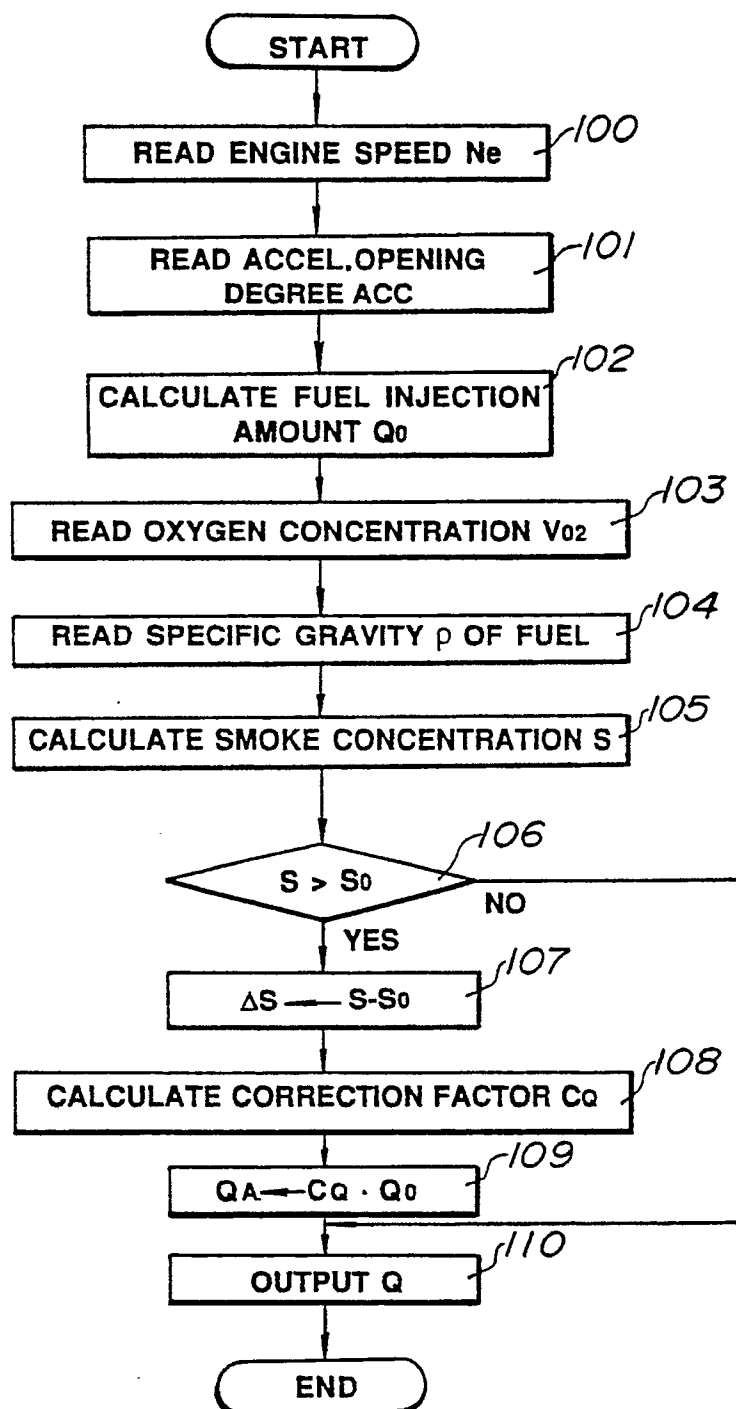 START
100
READ ENGINE SPEED Ne
101
READ ACCEL.OPENING
DEGREE ACC
102
CALCULATE FUEL INJECTION
AMOUNT Q0
103
READ OXYGEN CONCENTRATION VO2
104
READ SPECIFIC GRAVITY ρ OF FUEL
105
CALCULATE SMOKE CONCENTRATION S
106
S > S0
NO
YES
107
ΔS ← S-S0
108
CALCULATE CORRECTION FACTOR CQ
109
QA ← CQ · Q0
110
OUTPUT Q
END